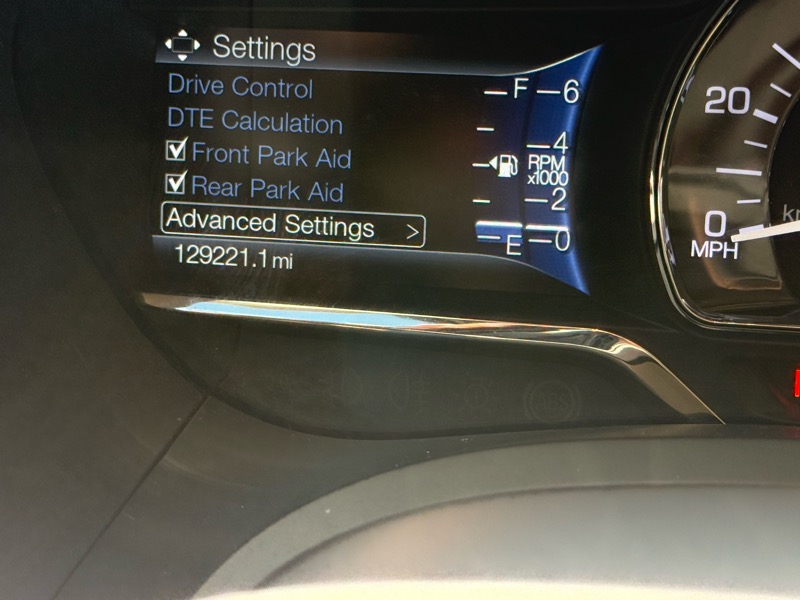 Settings
Drive Control
DTE Calculation
Front Park Aid
Rear Park Aid
Advanced Settings >
129221.1 mi
F 6
4
RPM
x1000
2
E 0
20
0
MPH
ABS